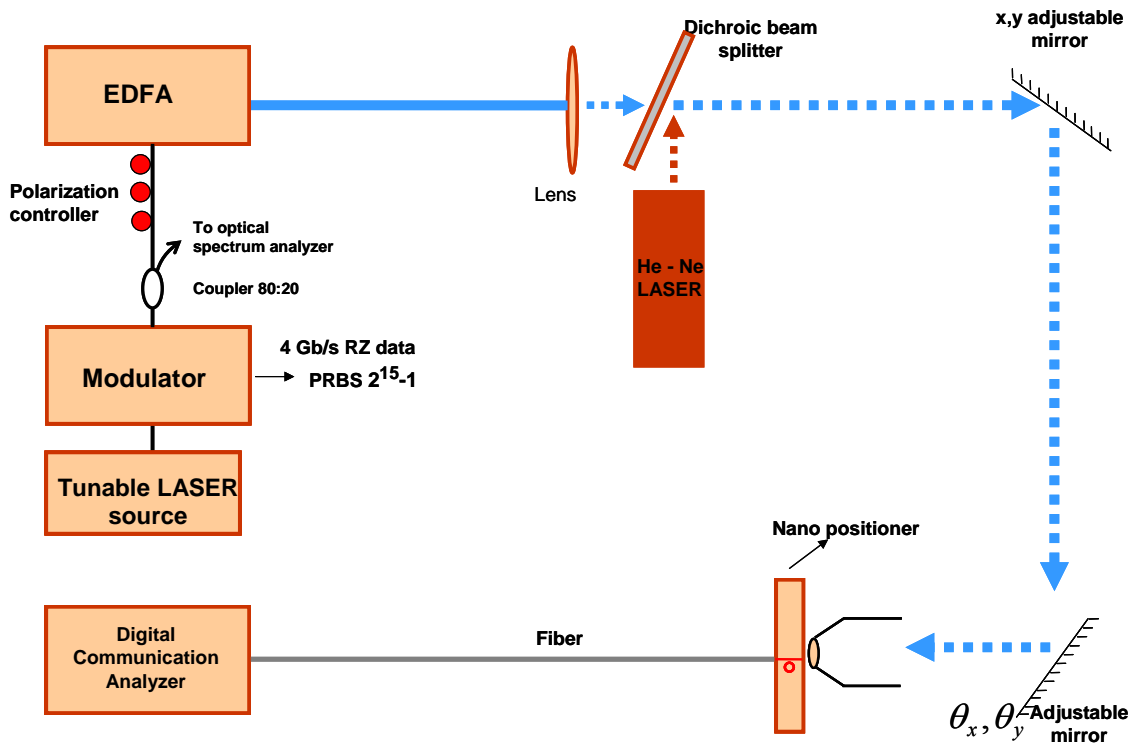 Dichroic beam
splitter
x,y adjustable
mirror
EDFA
Lens
Polarization
controller
To optical
spectrum analyzer
Coupler 80:20
He - Ne
LASER
Modulator
4 Gb/s RZ data
PRBS 2^15-1
Tunable LASER
source
Nano positioner
Digital
Communication
Analyzer
Fiber
θx, θy
Adjustable
mirror